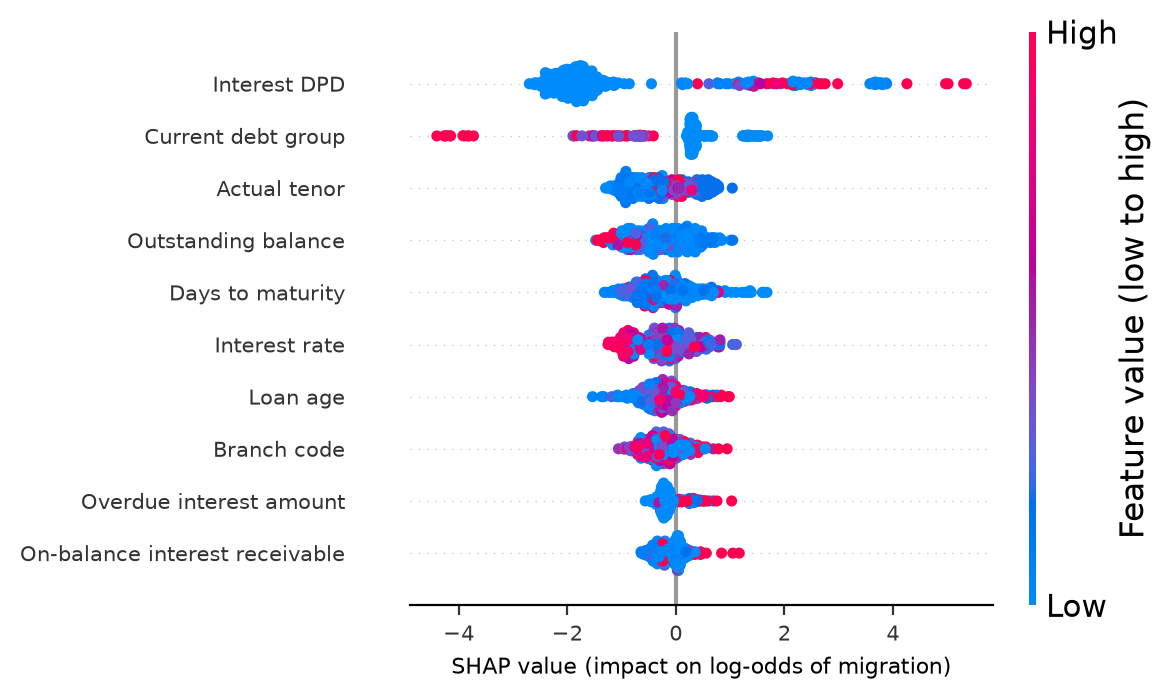 High
Interest DPD
Current debt group
Actual tenor
Outstanding balance
Days to maturity
Interest rate
Loan age
Branch code
Overdue interest amount
On-balance interest receivable
Feature value (low to high)
Low
−4 −2 0 2 4
SHAP value (impact on log-odds of migration)